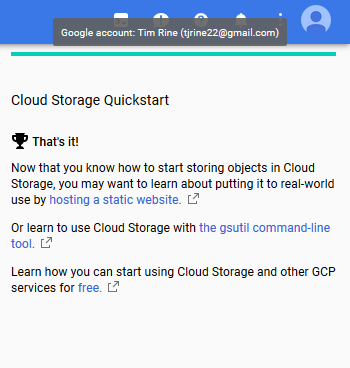 Google account: Tim Rine (tjrine22@gmail.com)
Cloud Storage Quickstart
That's it!
Now that you know how to start storing objects in Cloud
Storage, you may want to learn about putting it to real-world
use by hosting a static website.
Or learn to use Cloud Storage with the gsutil command-line
tool.
Learn how you can start using Cloud Storage and other GCP
services for free.